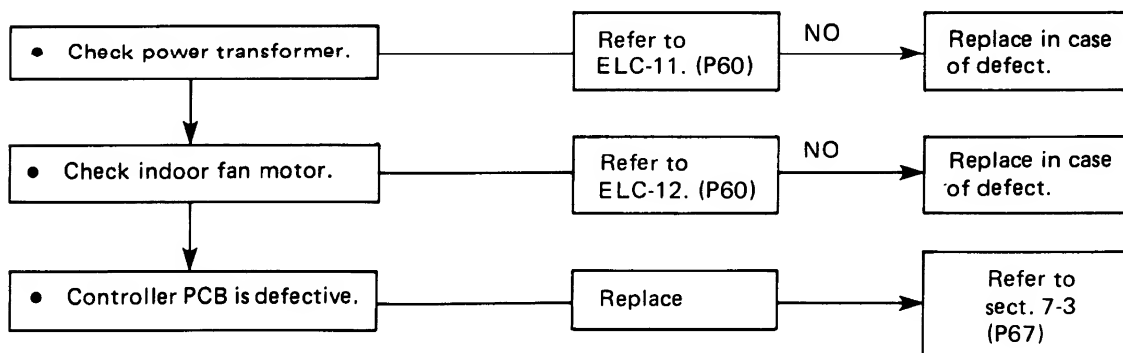 • Check power transformer.
Refer to
ELC-11. (P60)
NO
Replace in case
of defect.
• Check indoor fan motor.
Refer to
ELC-12. (P60)
NO
Replace in case
of defect.
• Controller PCB is defective.
Replace
Refer to
sect. 7-3
(P67)